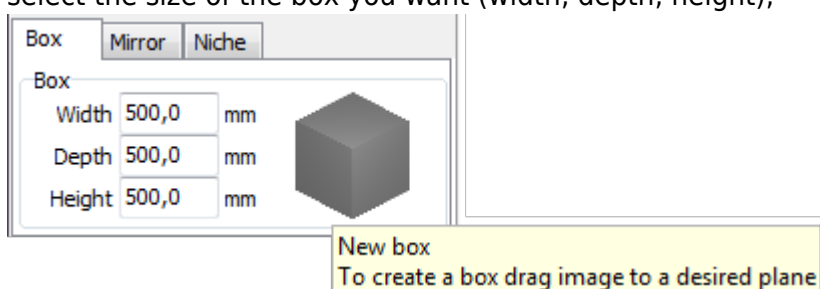 select the size of the box you want (width, depth, height),
Box Mirror Niche
Box
Width 500,0 mm
Depth 500,0 mm
Height 500,0 mm
New box
To create a box drag image to a desired plane